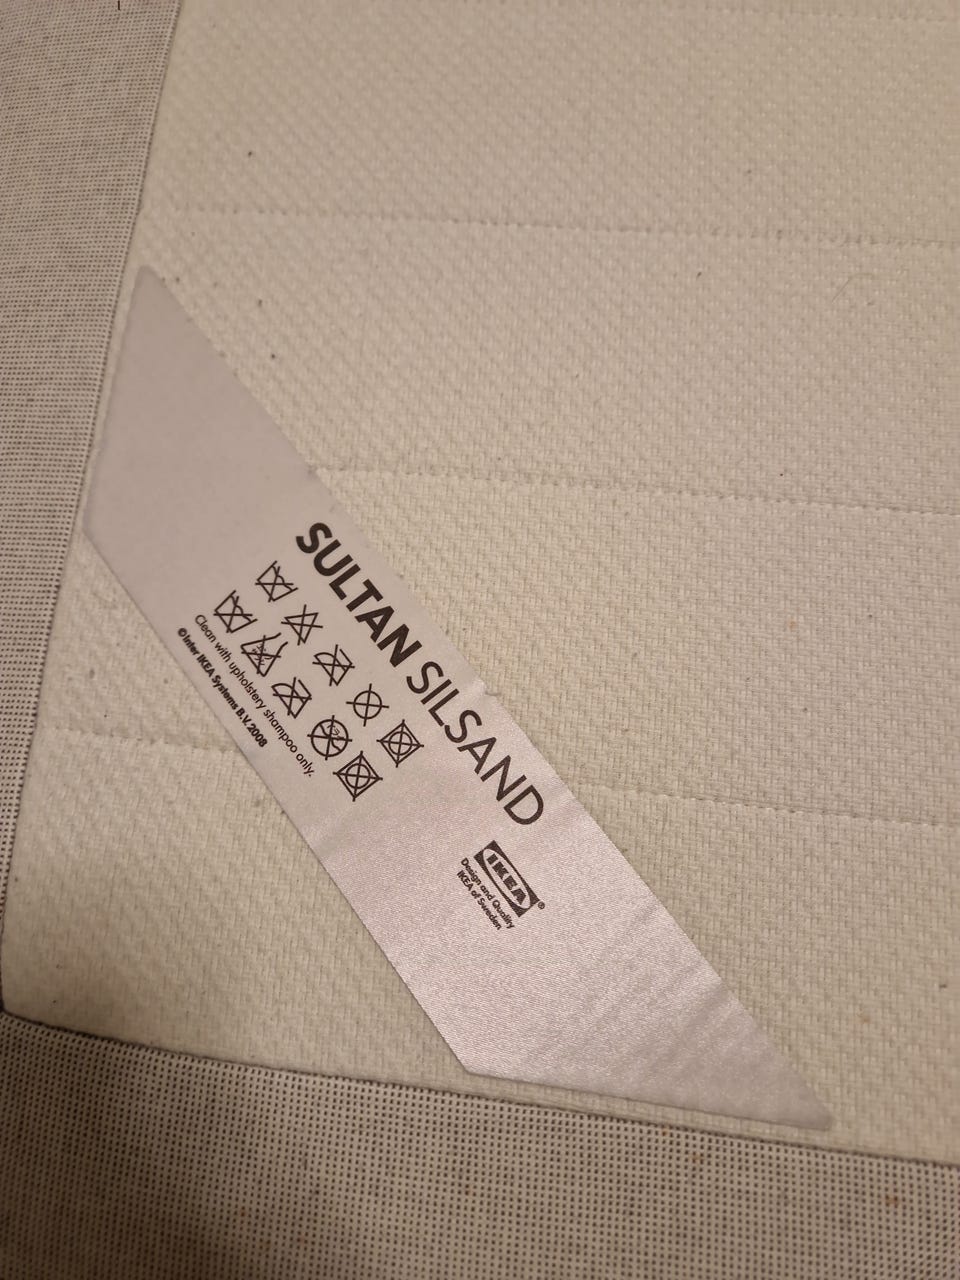 SULTAN SILSAND
Clean with upholstery shampoo only.
©Inter IKEA Systems B.V. 2008
IKEA®
Design and Quality
IKEA of Sweden